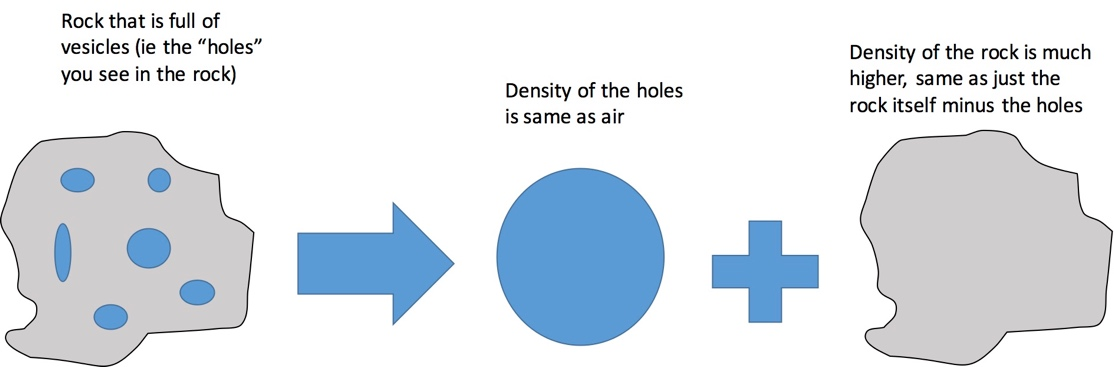 Rock that is full of
vesicles (ie the “holes”
you see in the rock)
Density of the holes
is same as air
Density of the rock is much
higher, same as just the
rock itself minus the holes